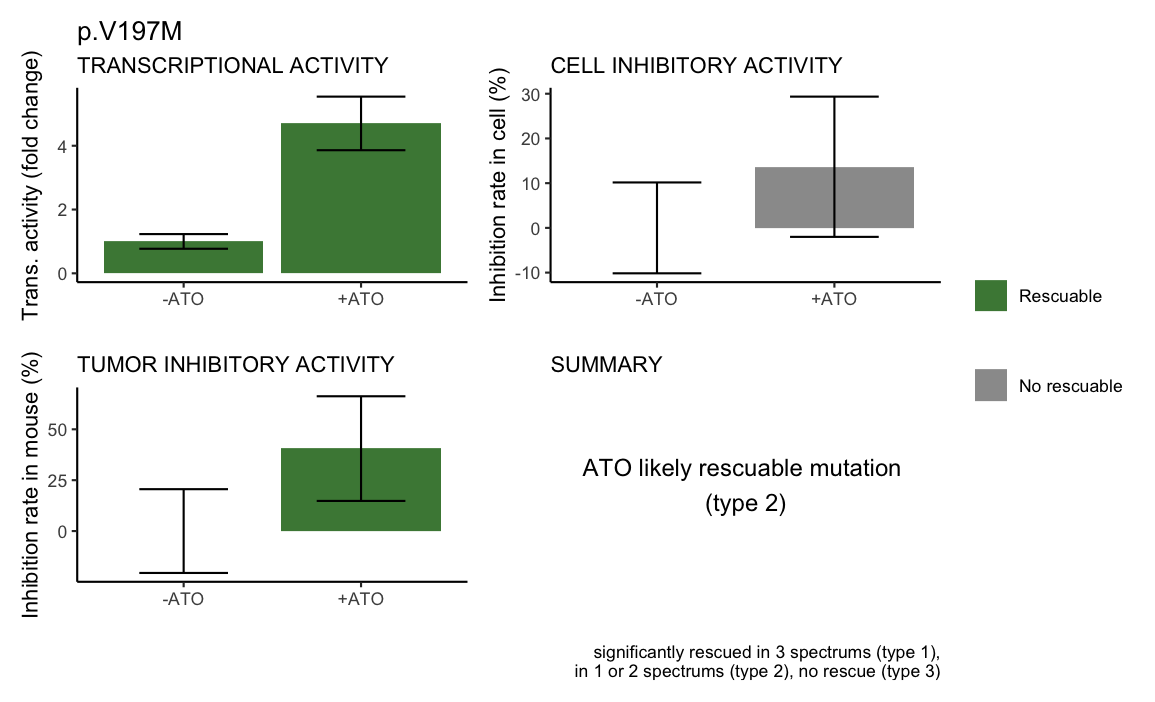 p.V197M
TRANSCRIPTIONAL ACTIVITY
Trans. activity (fold change)
4
2
0
-ATO
+ATO
CELL INHIBITORY ACTIVITY
Inhibition rate in cell (%)
30
20
10
0
-10
-ATO
+ATO
Rescuable
No rescuable
TUMOR INHIBITORY ACTIVITY
Inhibition rate in mouse (%)
50
25
0
-ATO
+ATO
SUMMARY
ATO likely rescuable mutation
(type 2)
significantly rescued in 3 spectrums (type 1),
in 1 or 2 spectrums (type 2), no rescue (type 3)